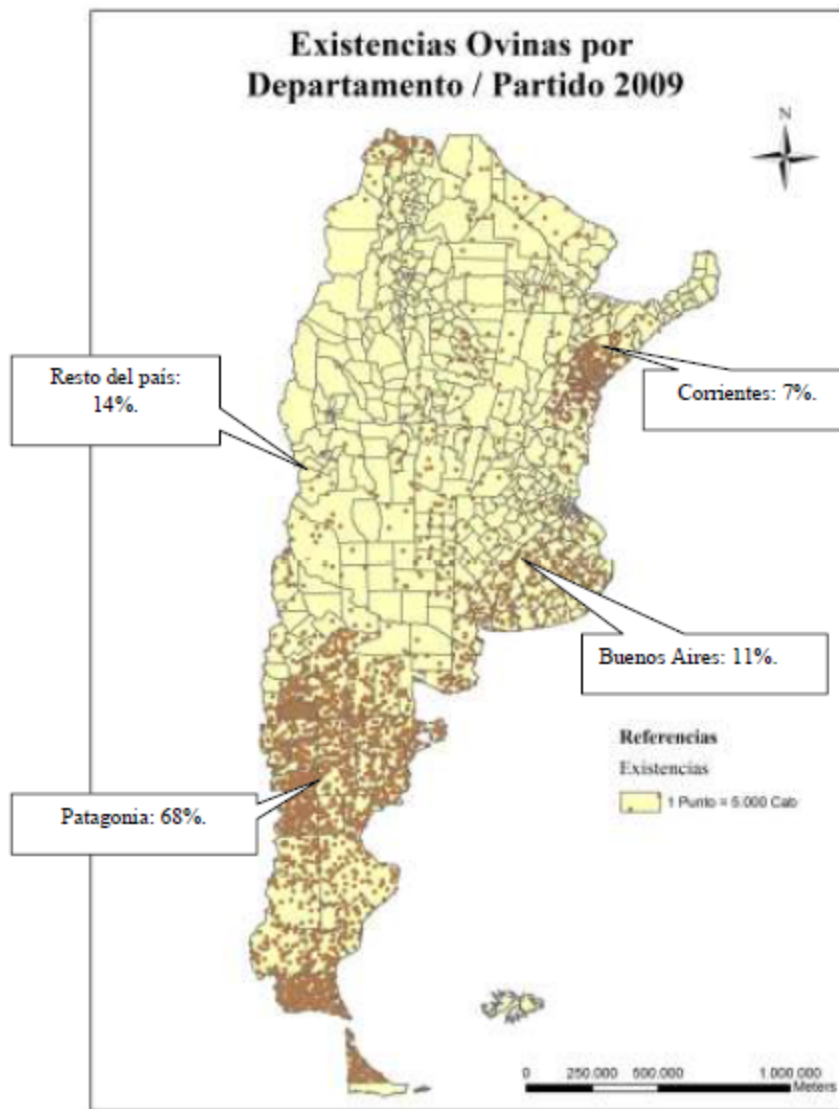 Existencias Ovinas por
Departamento / Partido 2009
N
Resto del país:
14%.
Corrientes: 7%.
Buenos Aires: 11%.
Patagonia: 68%.
Referencias
Existencias
1 Punto = 5.000 Cab
0 250.000 500.000 1.000.000
Meters